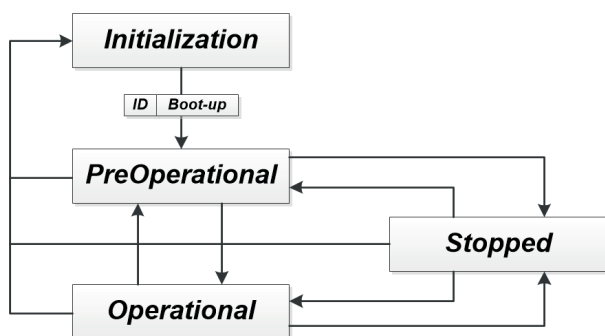 Initialization
ID Boot-up
PreOperational
Stopped
Operational